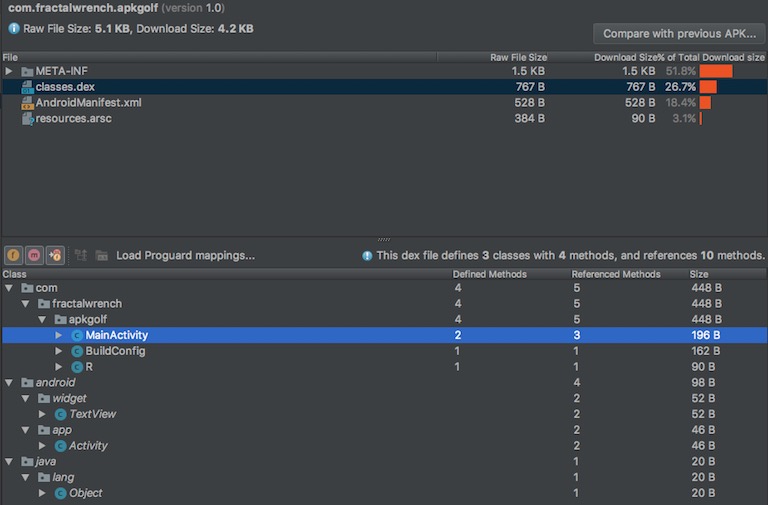 com.fractalwrench.apkgolf (version 1.0)
Raw File Size: 5.1 KB, Download Size: 4.2 KB
Compare with previous APK...
File Raw File Size Download Size % of Total Download size
META-INF 1.5 KB 1.5 KB 51.8%
classes.dex 767 B 767 B 26.7%
AndroidManifest.xml 528 B 528 B 18.4%
resources.arsc 384 B 90 B 3.1%
Load Proguard mappings... This dex file defines 3 classes with 4 methods, and references 10 methods.
Class Defined Methods Referenced Methods Size
com 4 5 448 B
fractalwrench 4 5 448 B
apkgolf 4 5 448 B
MainActivity 2 3 196 B
BuildConfig 1 1 162 B
R 1 1 90 B
android 4 98 B
widget 2 52 B
TextView 2 52 B
app 2 46 B
Activity 2 46 B
java 1 20 B
lang 1 20 B
Object 1 20 B